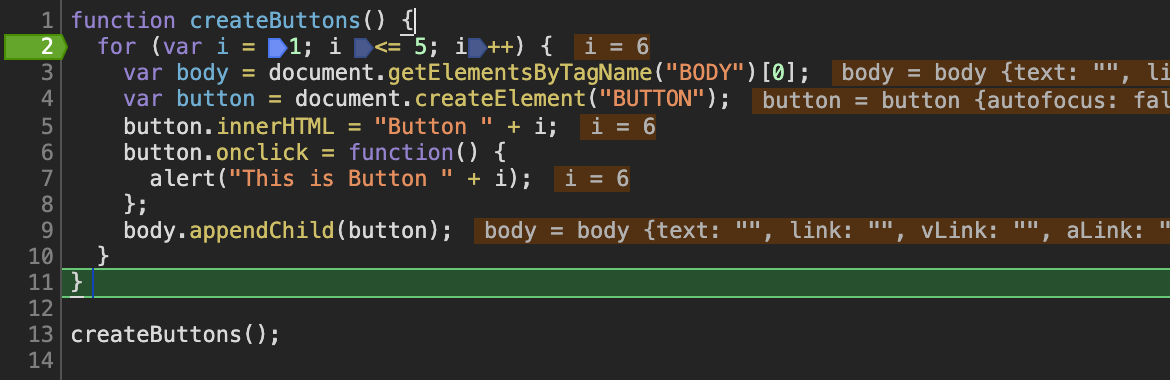 1 function createButtons() {
2 for (var i = 1; i <= 5; i++) { i = 6
3 var body = document.getElementsByTagName("BODY")[0]; body = body {text: "", li
4 var button = document.createElement("BUTTON"); button = button {autofocus: fal
5 button.innerHTML = "Button " + i; i = 6
6 button.onclick = function() {
7 alert("This is Button " + i); i = 6
8 };
9 body.appendChild(button); body = body {text: "", link: "", vLink: "", aLink: "
10 }
11 }
12
13 createButtons();
14